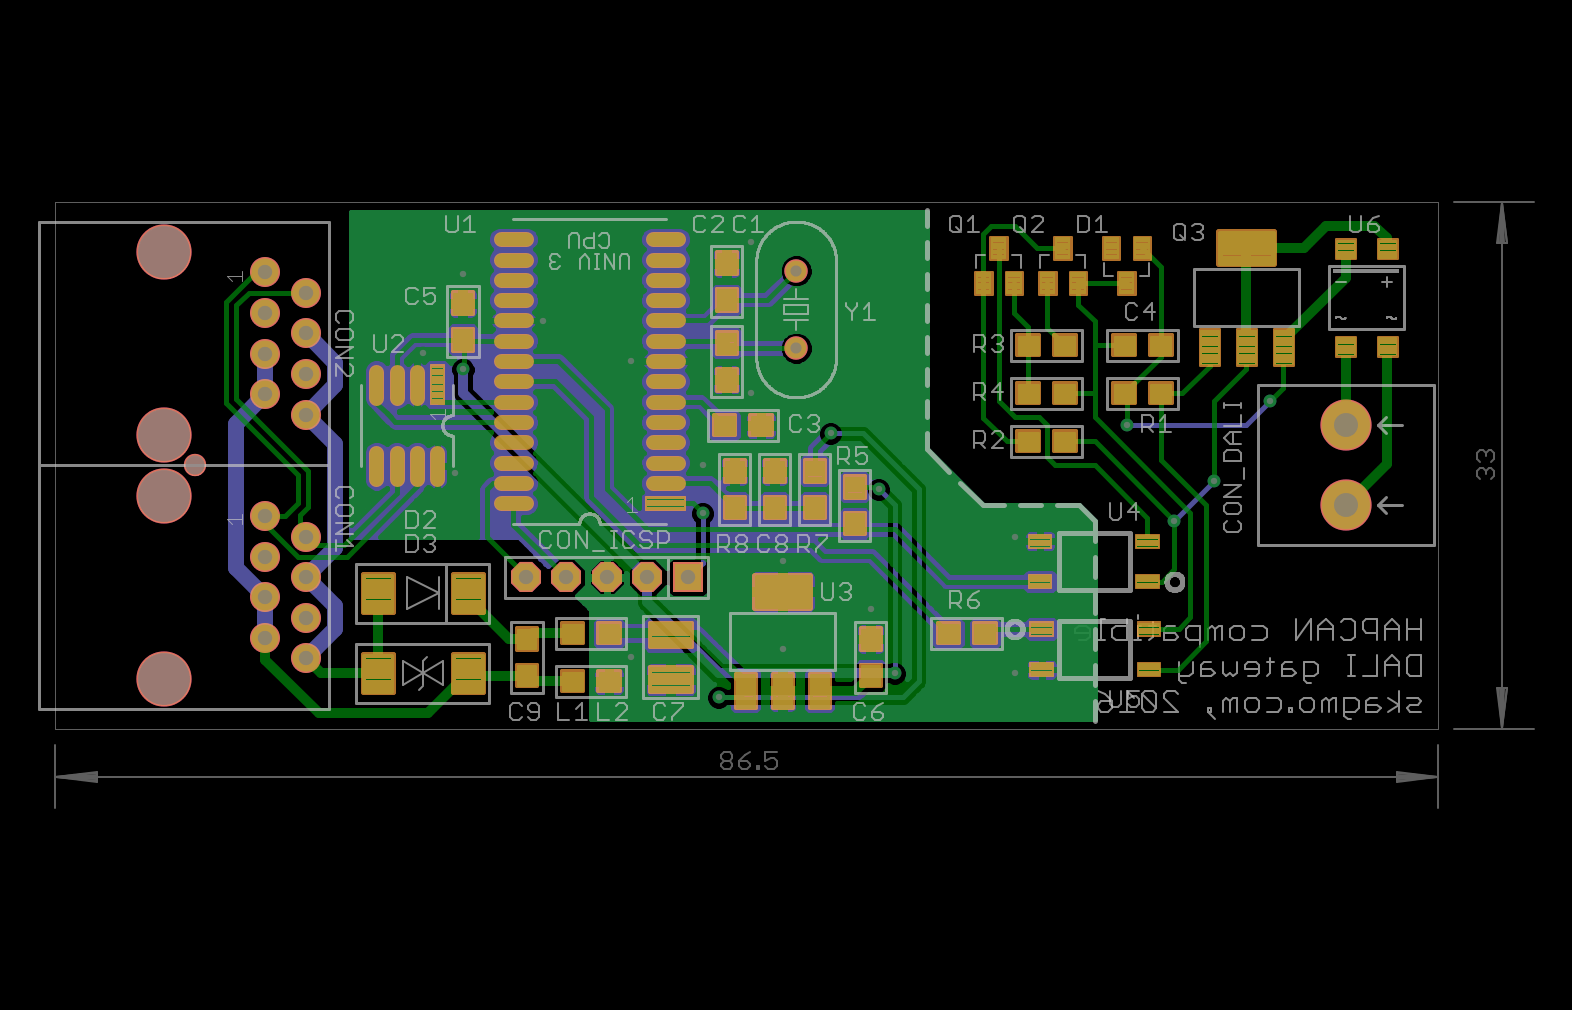 U1
CPU
UNIV 3
C2
C1
Q1
Q2
D1
Q3
U6
1
C5
CON2
U2
Y1
C4
- +
~ ~
R3
R4
R1
R2
1
C3
R5
CON_DALI
33
1
CON1
1
D2
D3
CON_ICSP
R8
C8
R7
U4
U3
R6
HAPCAN compatible
DALI gateway
skagmo.com, 2016
U5
C9
L1
L2
C7
C6
86.5